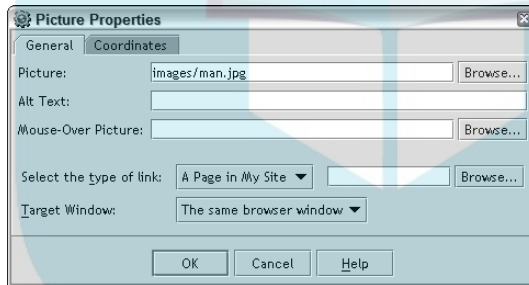 Picture Properties
General Coordinates
Picture: images/man.jpg Browse...
Alt Text:
Mouse-Over Picture: Browse...
Select the type of link: A Page in My Site Browse...
Target Window: The same browser window
OK Cancel Help